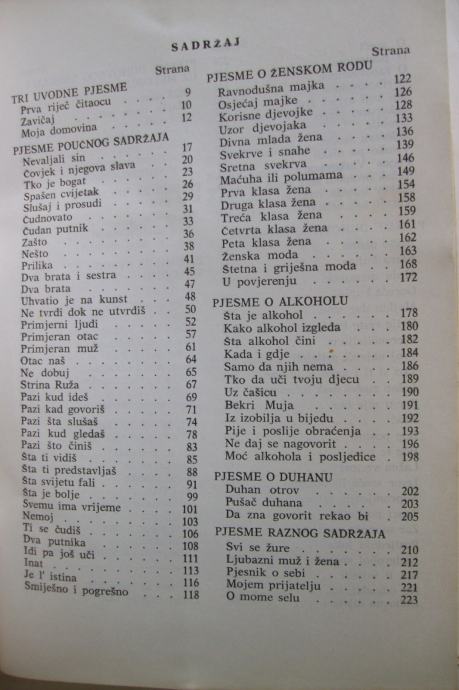 SADRŽAJ
Strana
TRI UVODNE PJESME
Prva riječ čitaocu . . . . 9
Zavičaj . . . . . . . 10
Moja domovina . . . . . 12
PJESME POUČNOG SADRŽAJA
Nevaljali sin . . . . . 17
Čovjek i njegova slava . . . 20
Tko je bogat . . . . . 23
Spašen cvijetak . . . . 26
Slušaj i prosudi . . . . 29
Čudnovato . . . . . . 31
Čudan putnik . . . . . 33
Zašto . . . . . . . 36
Nešto . . . . . . . 38
Prilika . . . . . . . 41
Dva brata i sestra . . . . 45
Dva brata . . . . . . 47
Uhvatio je na kunst . . . 48
Ne tvrdi dok ne utvrdiš . . 50
Primjerni ljudi . . . . . 52
Primjeran otac . . . . . 57
Primjeran muž . . . . . 61
Otac naš . . . . . . 64
Ne dobuj . . . . . . 65
Strina Ruža . . . . . . 67
Pazi kud ideš . . . . . 69
Pazi kad govoriš . . . . 71
Pazi šta slušaš . . . . . 74
Pazi kud gledaš . . . . . 78
Pazi što činiš . . . . . 83
Šta ti vidiš . . . . . . 85
Šta ti predstavljaš . . . . 88
Šta svijetu fali . . . . . 91
Šta je bolje . . . . . . 99
Svemu ima vrijeme . . . . 101
Nemoj . . . . . . . 103
Ti se čudiš . . . . . . 106
Dva putnika . . . . . . 108
Idi pa još uči . . . . . 111
Inat . . . . . . . . 113
Je l' istina . . . . . . 116
Smiješno i pogrešno . . . . 118
Strana
PJESME O ŽENSKOM RODU
Ravnodušna majka . . . . 122
Osjećaj majke . . . . . 126
Korisne djevojke . . . . 128
Uzor djevojaka . . . . . 133
Divna mlada žena . . . . 136
Svekrve i snahe . . . . . 139
Sretna svekrva . . . . . 146
Maćuha ili polumama . . . 149
Prva klasa žena . . . . . 154
Druga klasa žena . . . . 158
Treća klasa žena . . . . 159
Četvrta klasa žena . . . . 161
Peta klasa žena . . . . . 162
Ženska moda . . . . . 163
Štetna i griješna moda . . 168
U povjerenju . . . . . 172
PJESME O ALKOHOLU
Šta je alkohol . . . . . 178
Kako alkohol izgleda . . . 180
Šta alkohol čini . . . . . 182
Kada i gdje . . . . . . 184
Samo da njih nema . . . 186
Tko da uči tvoju djecu . . 189
Uz čašicu . . . . . . 190
Bekri Muja . . . . . . 191
Iz izobilja u bijedu . . . . 192
Pije i poslije obraćenja . . 193
Ne daj se nagovorit . . . . 196
Moć alkohola i posljedice . 198
PJESME O DUHANU
Duhan otrov . . . . . 202
Pušač duhana . . . . . 203
Da zna govorit rekao bi . . 205
PJESME RAZNOG SADRŽAJA
Svi se žure . . . . . . 210
Ljubazni muž i žena . . . 212
Pjesnik o sebi . . . . . 217
Mojem prijatelju . . . . 221
O mome selu . . . . . 223